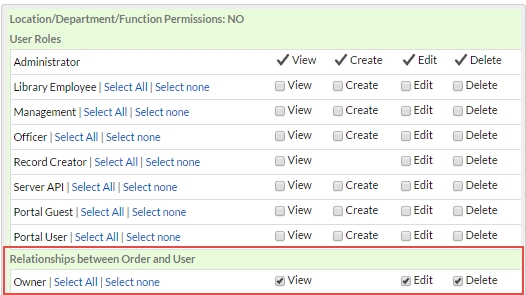 Location/Department/Function Permissions: NO
User Roles
Administrator View Create Edit Delete
Library Employee | Select All | Select none View Create Edit Delete
Management | Select All | Select none View Create Edit Delete
Officer | Select All | Select none View Create Edit Delete
Record Creator | Select All | Select none View Edit Delete
Server API | Select All | Select none View Create Edit Delete
Portal Guest | Select All | Select none View Create Edit Delete
Portal User | Select All | Select none View Create Edit Delete
Relationships between Order and User
Owner | Select All | Select none View Edit Delete